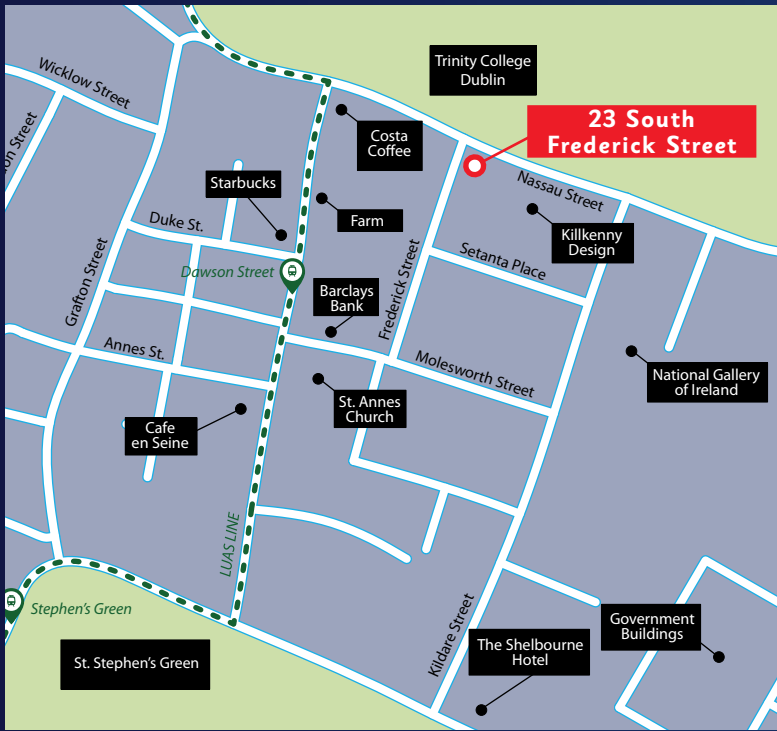 Trinity College
Dublin
23 South
Frederick Street
Wicklow Street
Costa
Coffee
Nassau Street
Starbucks
Farm
Duke St.
Killkenny
Design
Setanta Place
Dawson Street
Grafton Street
Frederick Street
Barclays
Bank
Annes St.
Molesworth Street
National Gallery
of Ireland
St. Annes
Church
Cafe
en Seine
LUAS LINE
Stephen's Green
Kildare Street
Government
Buildings
The Shelbourne
Hotel
St. Stephen's Green